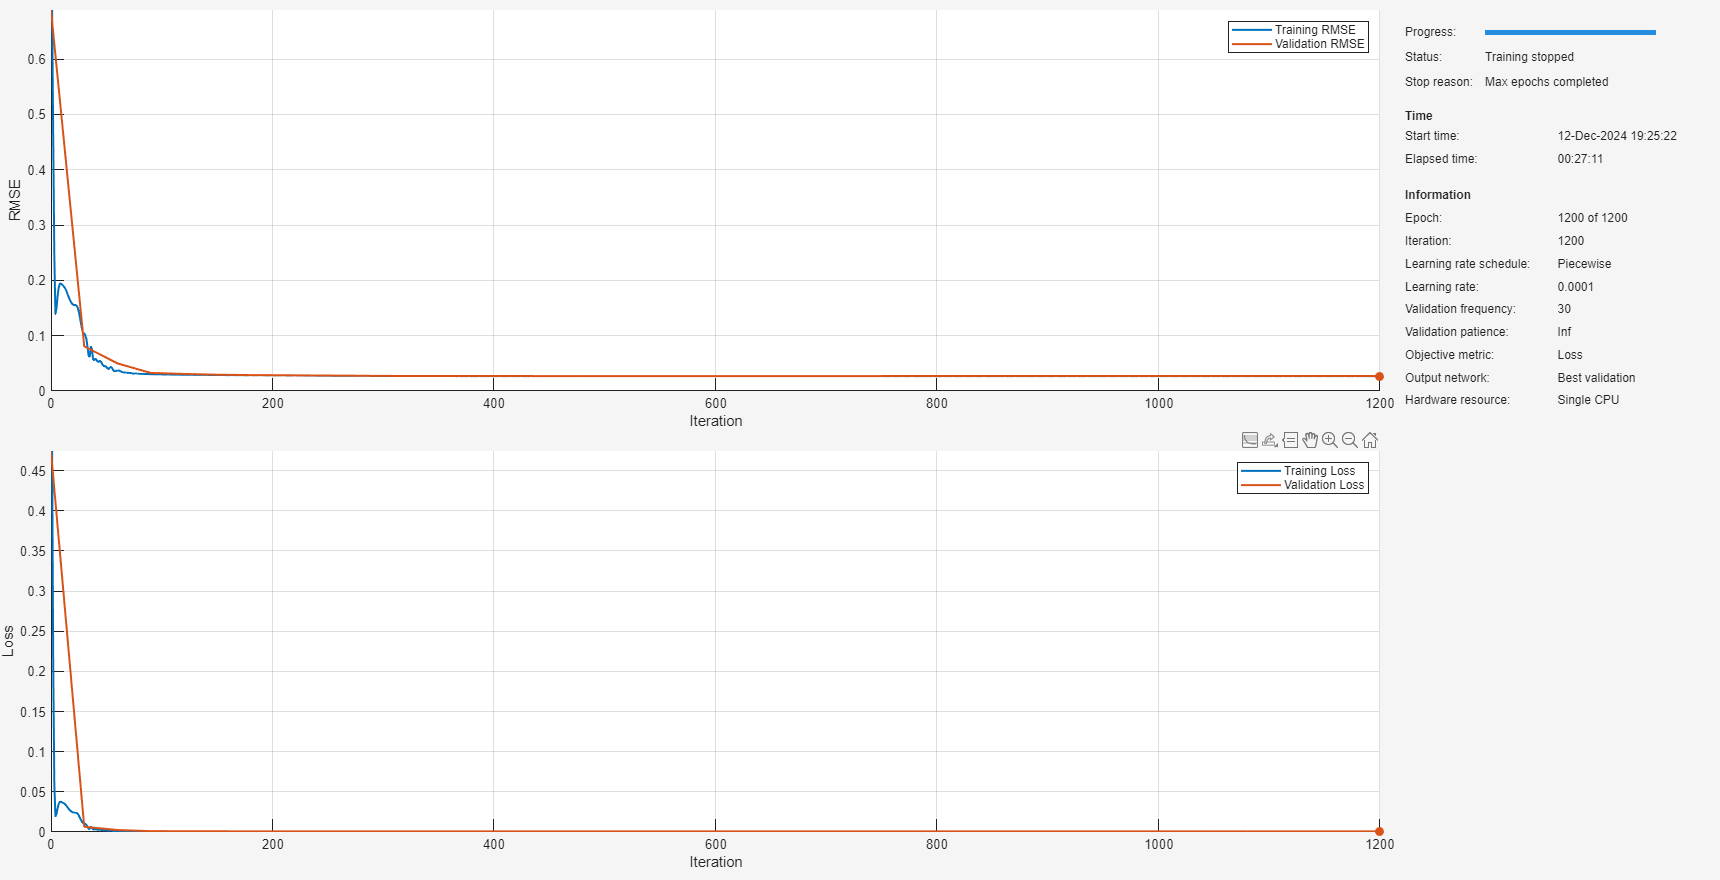 Training RMSE
Validation RMSE
0.6
0.5
0.4
0.3
0.2
0.1
0
RMSE
0 200 400 600 800 1000 1200
Iteration
Training Loss
Validation Loss
0.45
0.4
0.35
0.3
0.25
0.2
0.15
0.1
0.05
0
Loss
0 200 400 600 800 1000 1200
Iteration
Progress:
Status: Training stopped
Stop reason: Max epochs completed
Time
Start time: 12-Dec-2024 19:25:22
Elapsed time: 00:27:11
Information
Epoch: 1200 of 1200
Iteration: 1200
Learning rate schedule: Piecewise
Learning rate: 0.0001
Validation frequency: 30
Validation patience: Inf
Objective metric: Loss
Output network: Best validation
Hardware resource: Single CPU